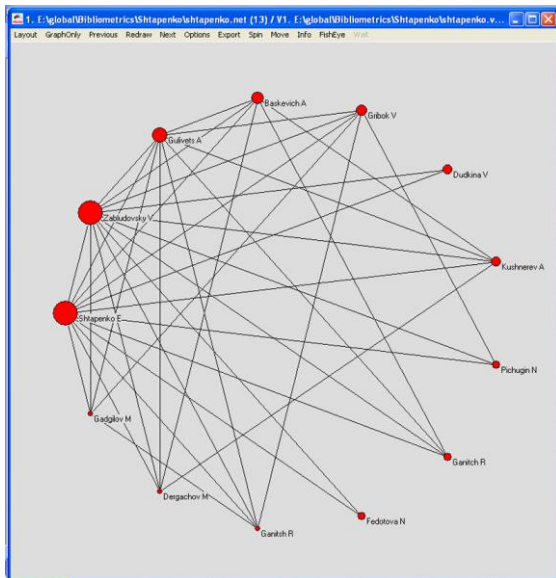 1. E:\global\Bibliometrics\Shtapenko\shtapenko.net (13) / V1. E:\global\Bibliometrics\Shtapenko\shtapenko.v...
Layout GraphOnly Previous Redraw Next Options Export Spin Move Info FishEye Wait
Baskevich A
Gribok V
Gulivets A
Dudkina V
Zabludovsky V
Kushnerev A
Shtapenko E
Pichugin N
Gadgilov M
Ganitch R
Dergachov M
Fedotova N
Ganitsh R